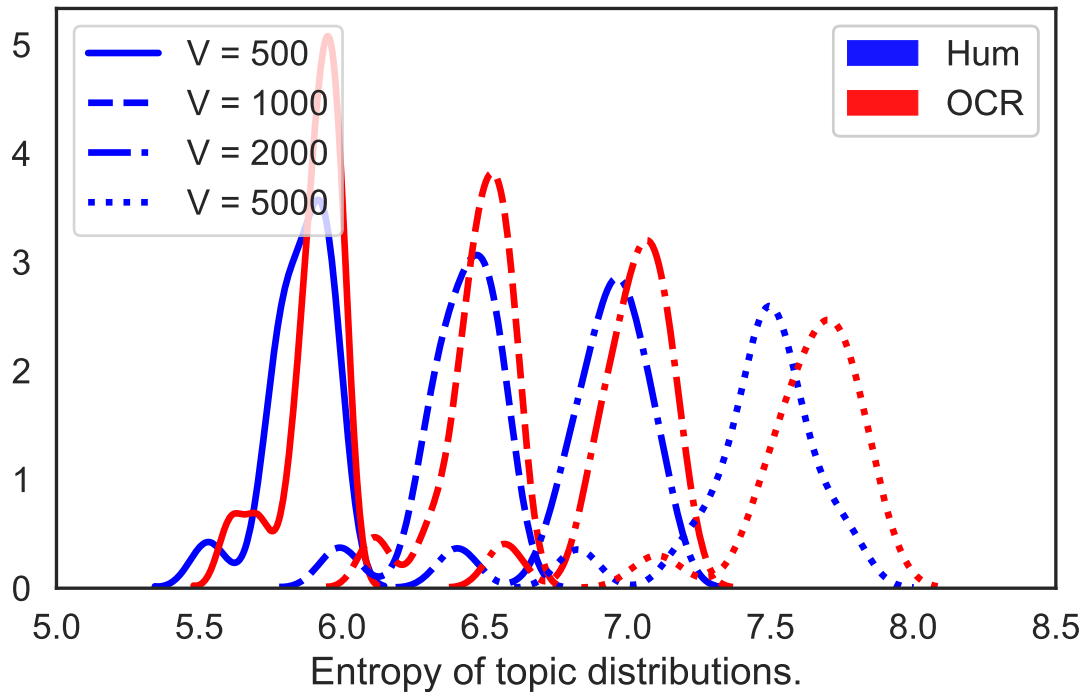 V = 500
V = 1000
V = 2000
V = 5000
Hum
OCR
5
4
3
2
1
0
5.0 5.5 6.0 6.5 7.0 7.5 8.0 8.5
Entropy of topic distributions.